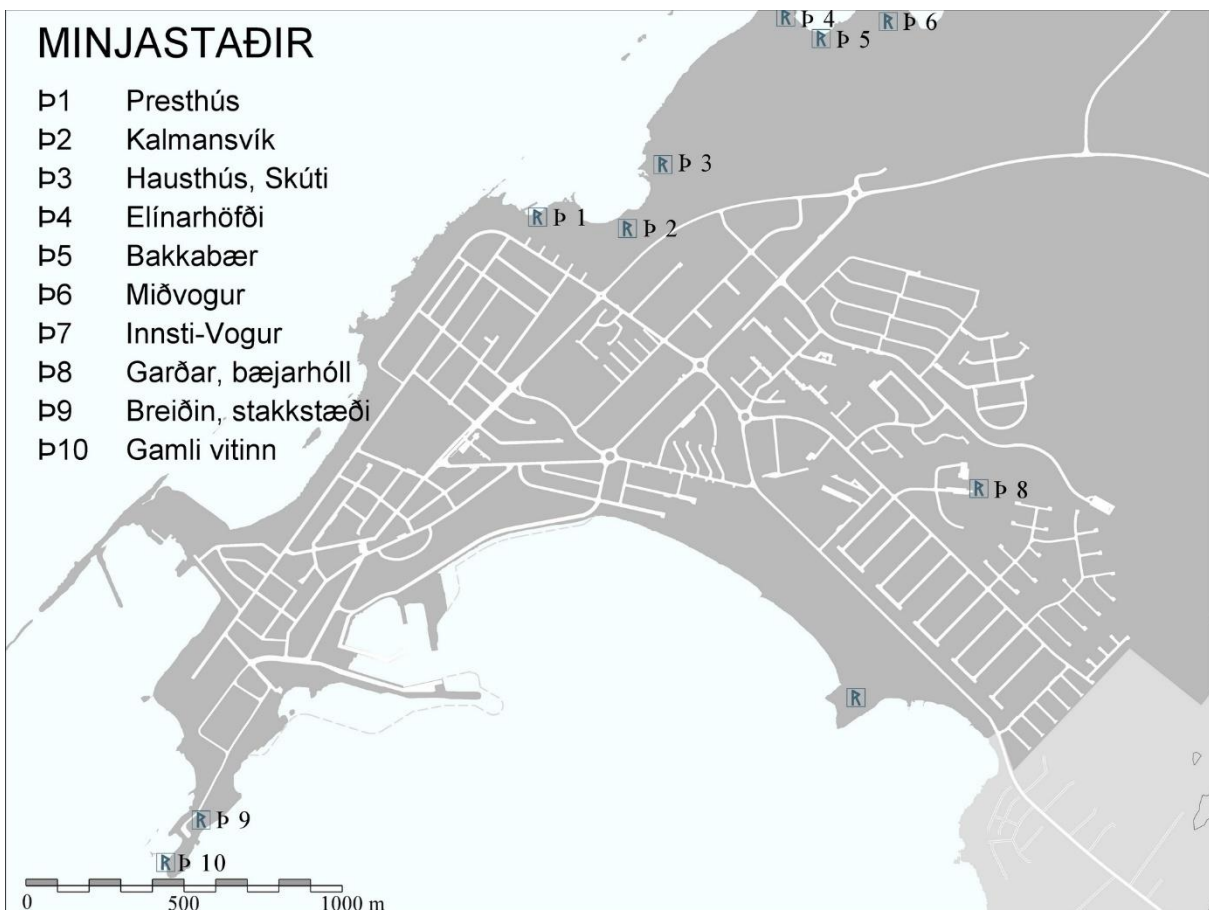 MINJASTAÐIR
Þ1 Presthús
Þ2 Kalmansvík
Þ3 Hausthús, Skúti
Þ4 Elínarhöfði
Þ5 Bakkabær
Þ6 Miðvogur
Þ7 Innsti-Vogur
Þ8 Garðar, bæjarhóll
Þ9 Breiðin, stakkstæði
Þ10 Gamli vitinn
ᚱ Þ 4
ᚱ Þ 6
ᚱ Þ 5
ᚱ Þ 3
ᚱ Þ 1
ᚱ Þ 2
ᚱ Þ 8
ᚱ
ᚱ Þ 9
ᚱ Þ 10
0 500 1000 m